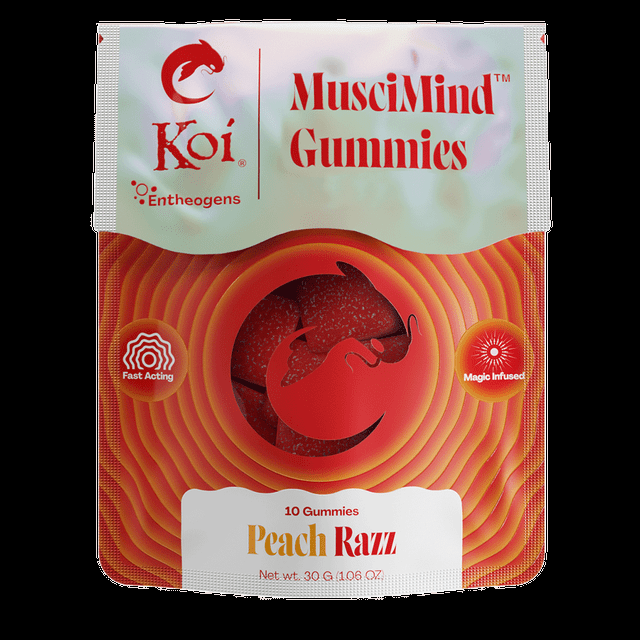 MusciMind™
Gummies
Koi®
Entheogens
Fast Acting
Magic Infused
10 Gummies
Peach Razz
Net wt. 30 G (1.06 OZ)